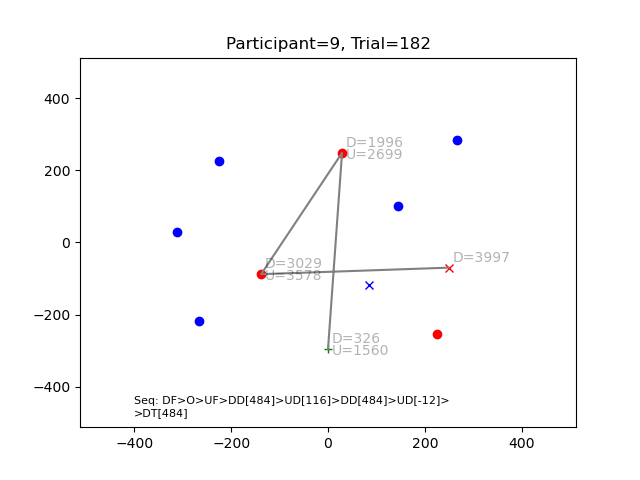 Participant=9, Trial=182
400
200
0
−200
−400
−400
−200
0
200
400
D=1996
U=2699
D=3029
U=3578
D=3997
D=326
U=1560
Seq: DF>O>UF>DD[484]>UD[116]>DD[484]>UD[-12]>
>DT[484]